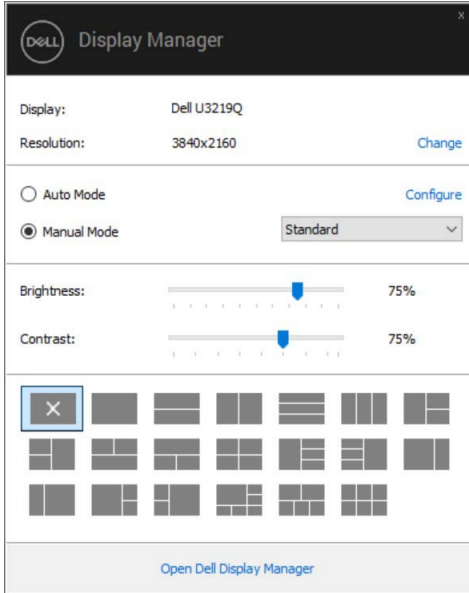 x
DELL Display Manager
Display: Dell U3219Q
Resolution: 3840x2160 Change
Auto Mode Configure
Manual Mode Standard
Brightness: 75%
Contrast: 75%
Open Dell Display Manager